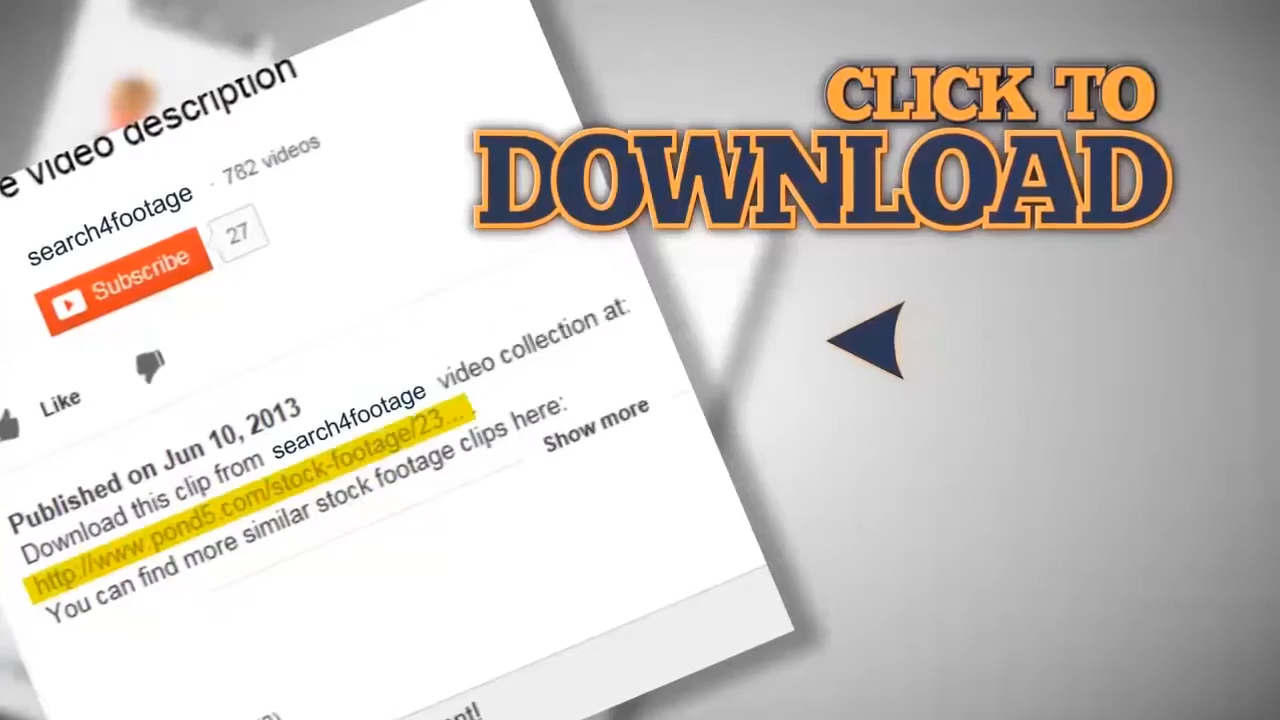 CLICK TO
DOWNLOAD
e video description
search4footage · 782 videos
Subscribe 27
Like
Published on Jun 10, 2013
Download this clip from search4footage video collection at:
http://www.pond5.com/stock-footage/23... .
You can find more similar stock footage clips here:
Show more